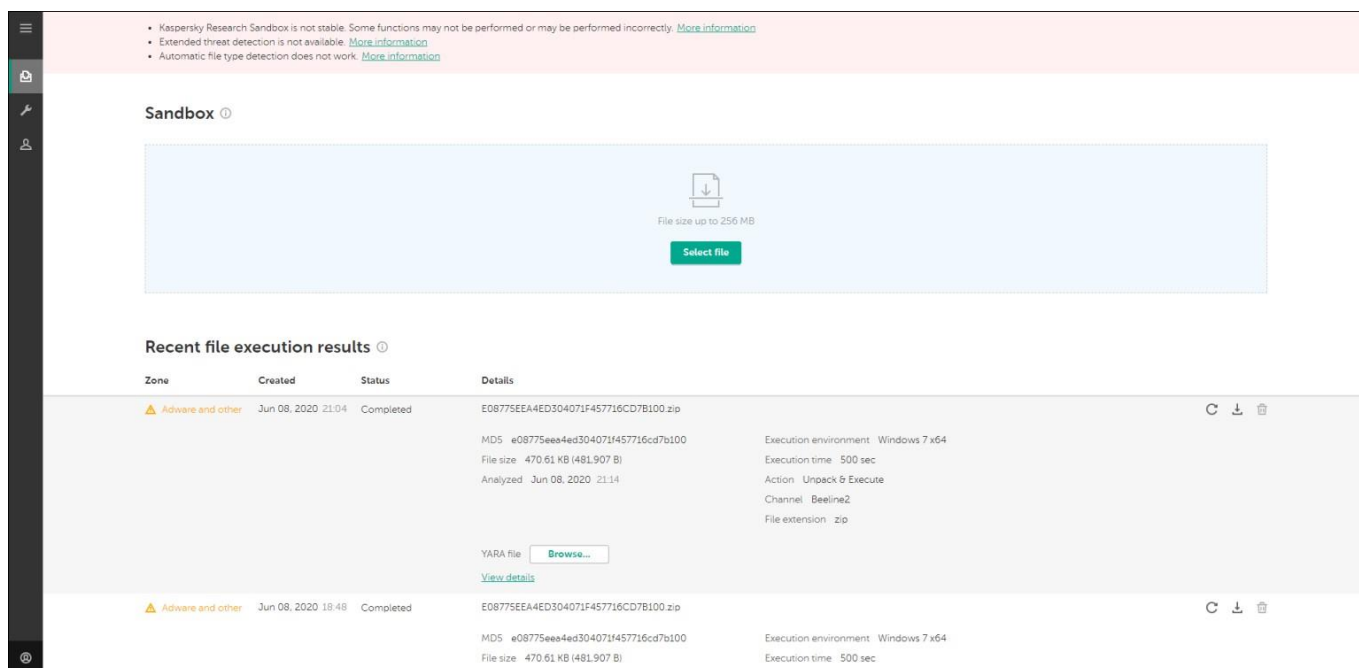 Kaspersky Research Sandbox is not stable. Some functions may not be performed or may be performed incorrectly. More information
Extended threat detection is not available. More information
Automatic file type detection does not work. More information
Sandbox
File size up to 256 MB
Select file
Recent file execution results
Zone Created Status Details
Adware and other Jun 08, 2020 21:04 Completed E08775EEA4ED304071F457716CD7B100.zip
MD5 e08775eea4ed304071f457716cd7b100 Execution environment Windows 7 x64
File size 470.61 KB (481,907 B) Execution time 500 sec
Analyzed Jun 08, 2020 21:14 Action Unpack & Execute
Channel Beeline2
File extension zip
YARA file Browse...
View details
Adware and other Jun 08, 2020 18:48 Completed E08775EEA4ED304071F457716CD7B100.zip
MD5 e08775eea4ed304071f457716cd7b100 Execution environment Windows 7 x64
File size 470.61 KB (481,907 B) Execution time 500 sec